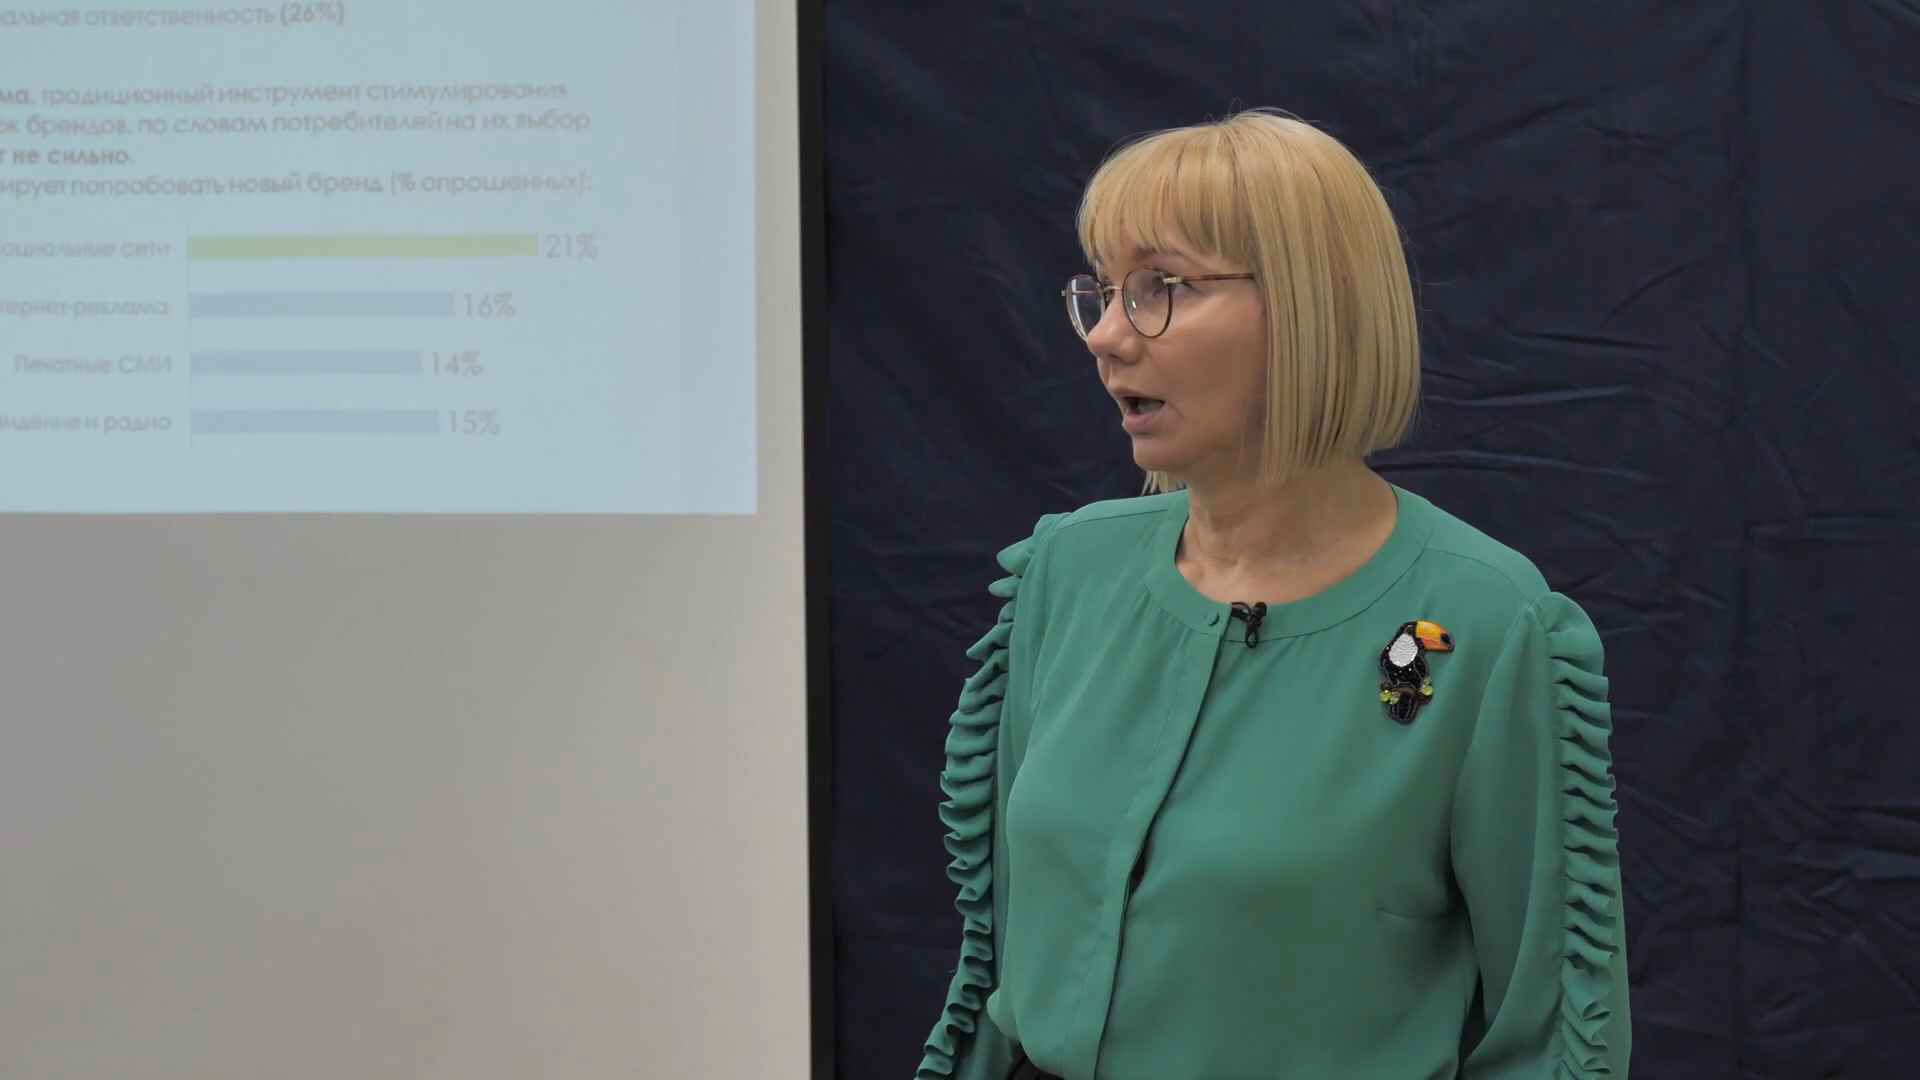 альная ответственность (26%)
ма, традиционный инструмент стимулирования
ж брендов, по словам потребителей на их выбор
т не сильно.
ирует попробовать новый бренд (% опрошенных):
оциальные сети 21%
тернет-реклама 16%
Печатные СМИ 14%
идение и радио 15%